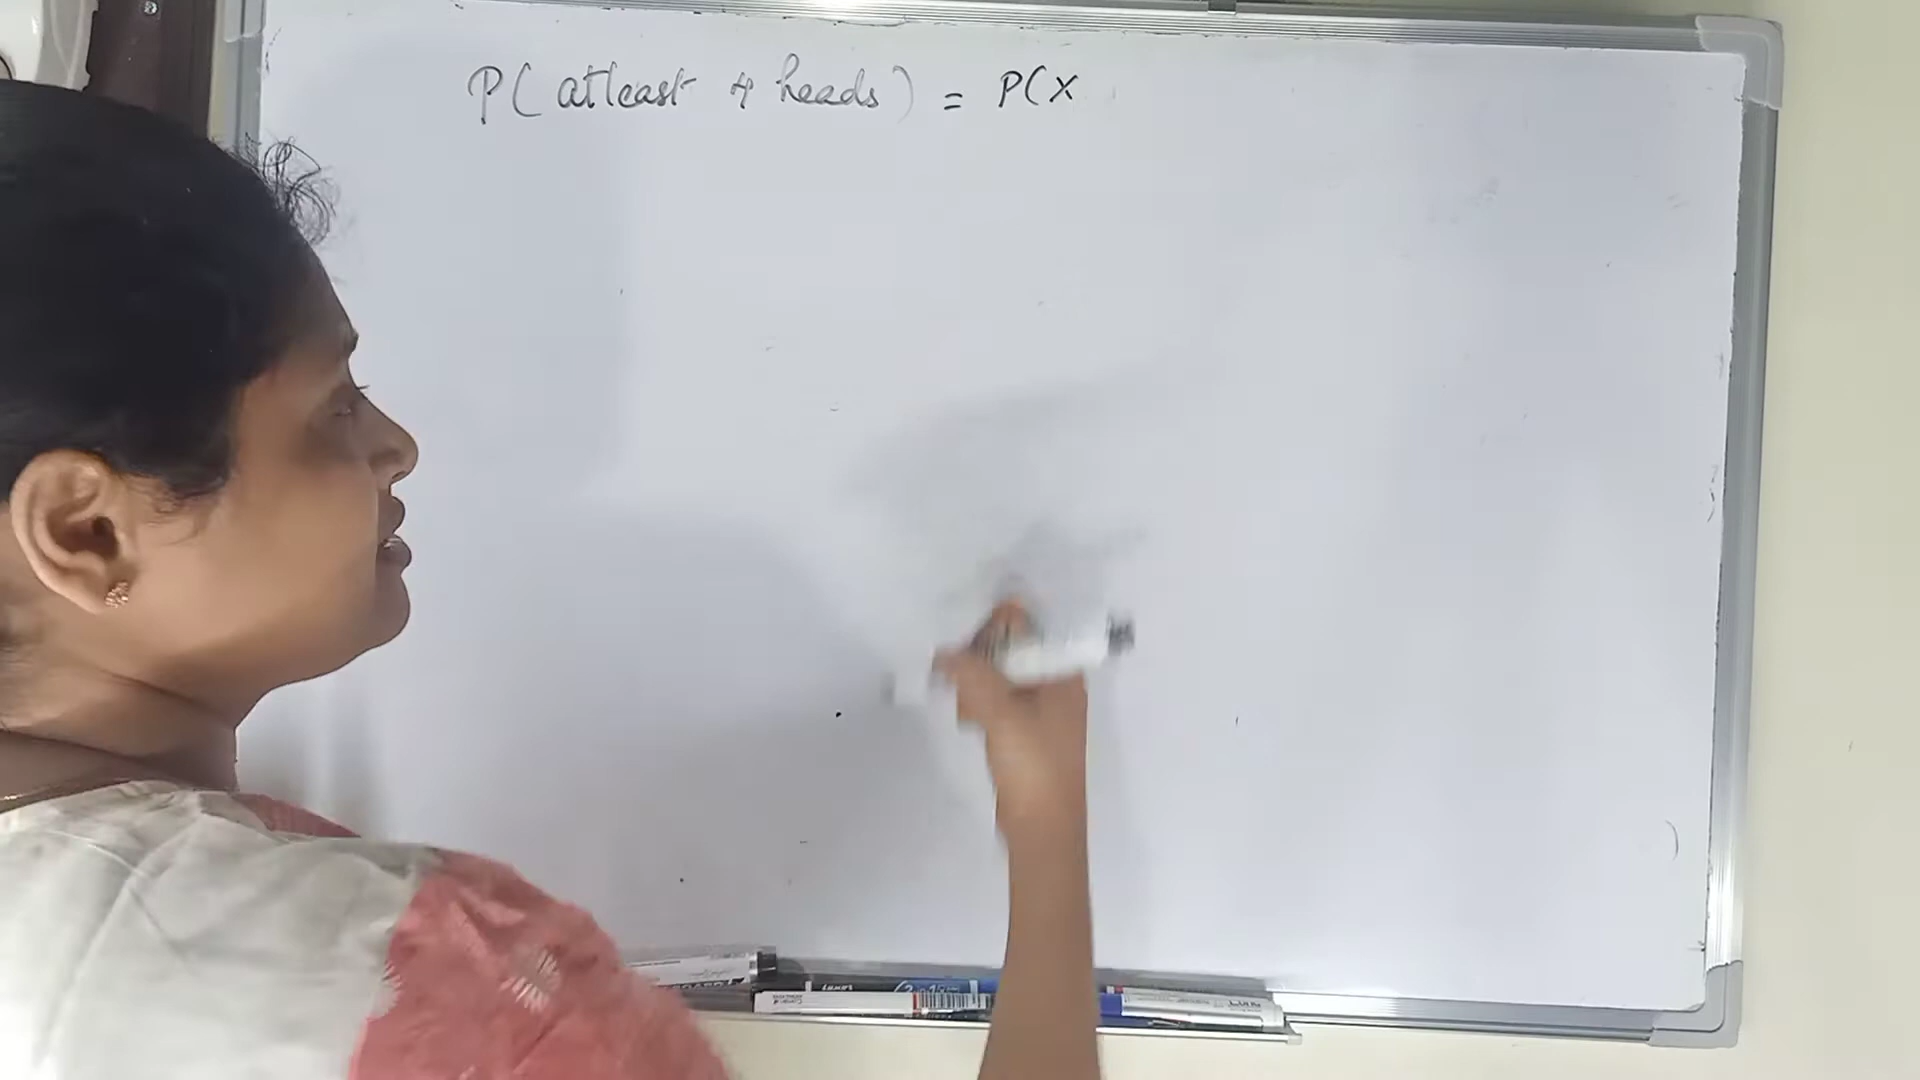 P(atleast 4 heads) = P(X